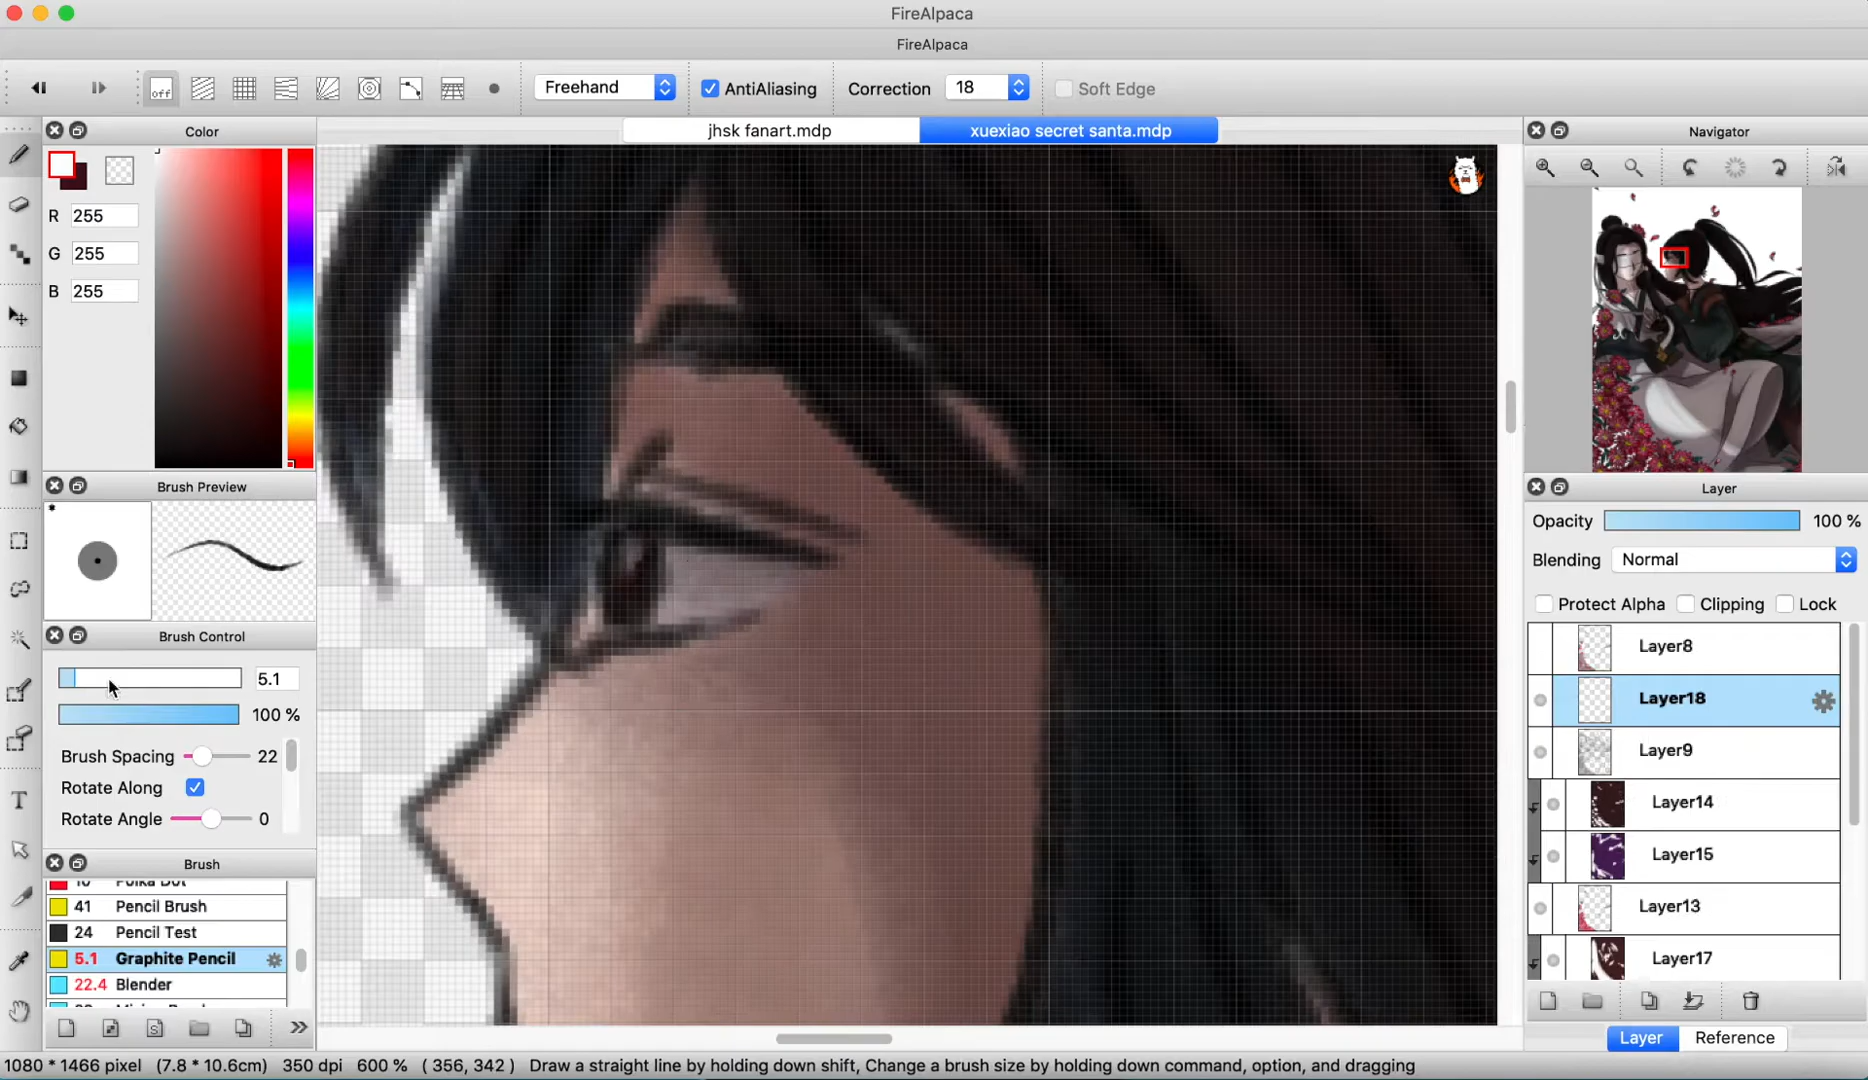 FireAlpaca
FireAlpaca
off
Freehand
AntiAliasing
Correction
18
Soft Edge
Color
jhsk fanart.mdp
xuexiao secret santa.mdp
Navigator
R 255
G 255
B 255
Brush Preview
*
Layer
Opacity 100 %
Blending Normal
Protect Alpha
Clipping
Lock
Brush Control
5.1
100 %
Brush Spacing 22
Rotate Along
Rotate Angle 0
Layer8
Layer18
Layer9
Layer14
Layer15
Layer13
Layer17
Brush
10 Polka Dot
41 Pencil Brush
24 Pencil Test
5.1 Graphite Pencil
22.4 Blender
Layer
Reference
1080 * 1466 pixel (7.8 * 10.6cm) 350 dpi 600 % ( 356, 342 ) Draw a straight line by holding down shift, Change a brush size by holding down command, option, and dragging